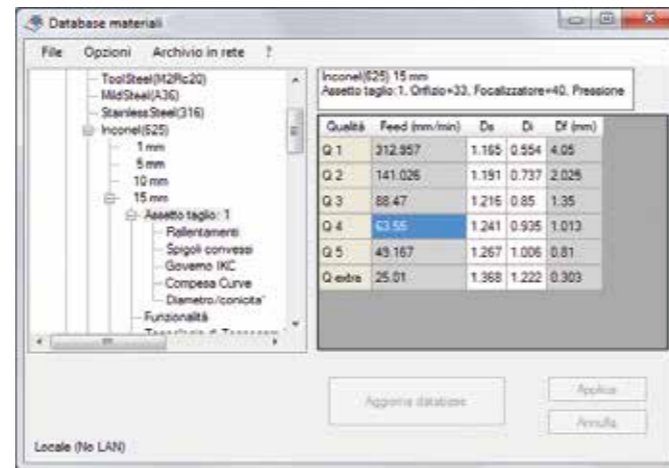 Database materiali
File Opzioni Archivio in rete ?
ToolSteel(M2Rc20)
MildSteel(A36)
StainlessSteel(316)
Inconel(625)
1 mm
5 mm
10 mm
15 mm
Assetto taglio: 1
Rallentamenti
Spigoli convessi
Governo IKC
Compesa Curve
Diametro/conicita'
Funzionalità
Inconel(625) 15 mm
Assetto taglio: 1, Orifizio=33, Focalizzatore=40, Pressione
Qualità Feed (mm/min) Ds Di Df (mm)
Q 1 312.957 1.165 0.554 4.05
Q 2 141.026 1.191 0.737 2.025
Q 3 88.47 1.216 0.85 1.35
Q 4 63.55 1.241 0.935 1.013
Q 5 49.167 1.267 1.006 0.81
Q extra 25.01 1.368 1.222 0.303
Aggiorna database
Applica
Annulla
Locale (No LAN)